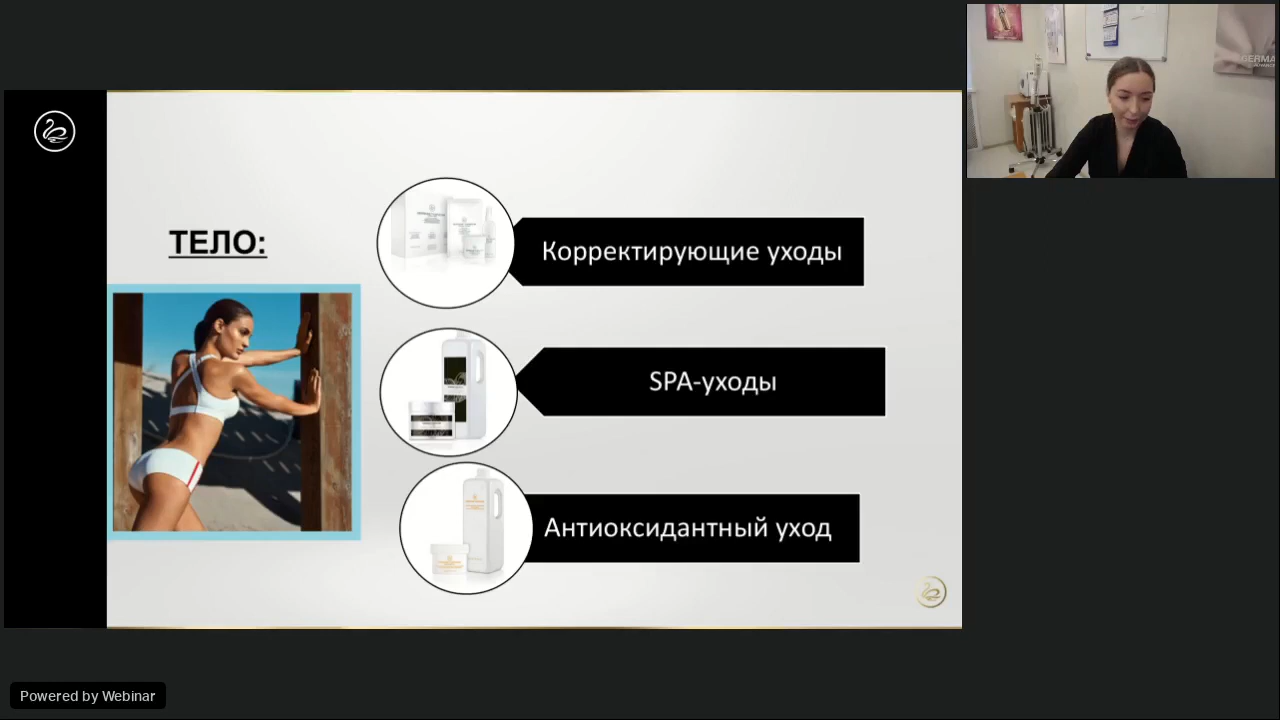 ТЕЛО:
Корректирующие уходы
SPA-уходы
Антиоксидантный уход
Powered by Webinar